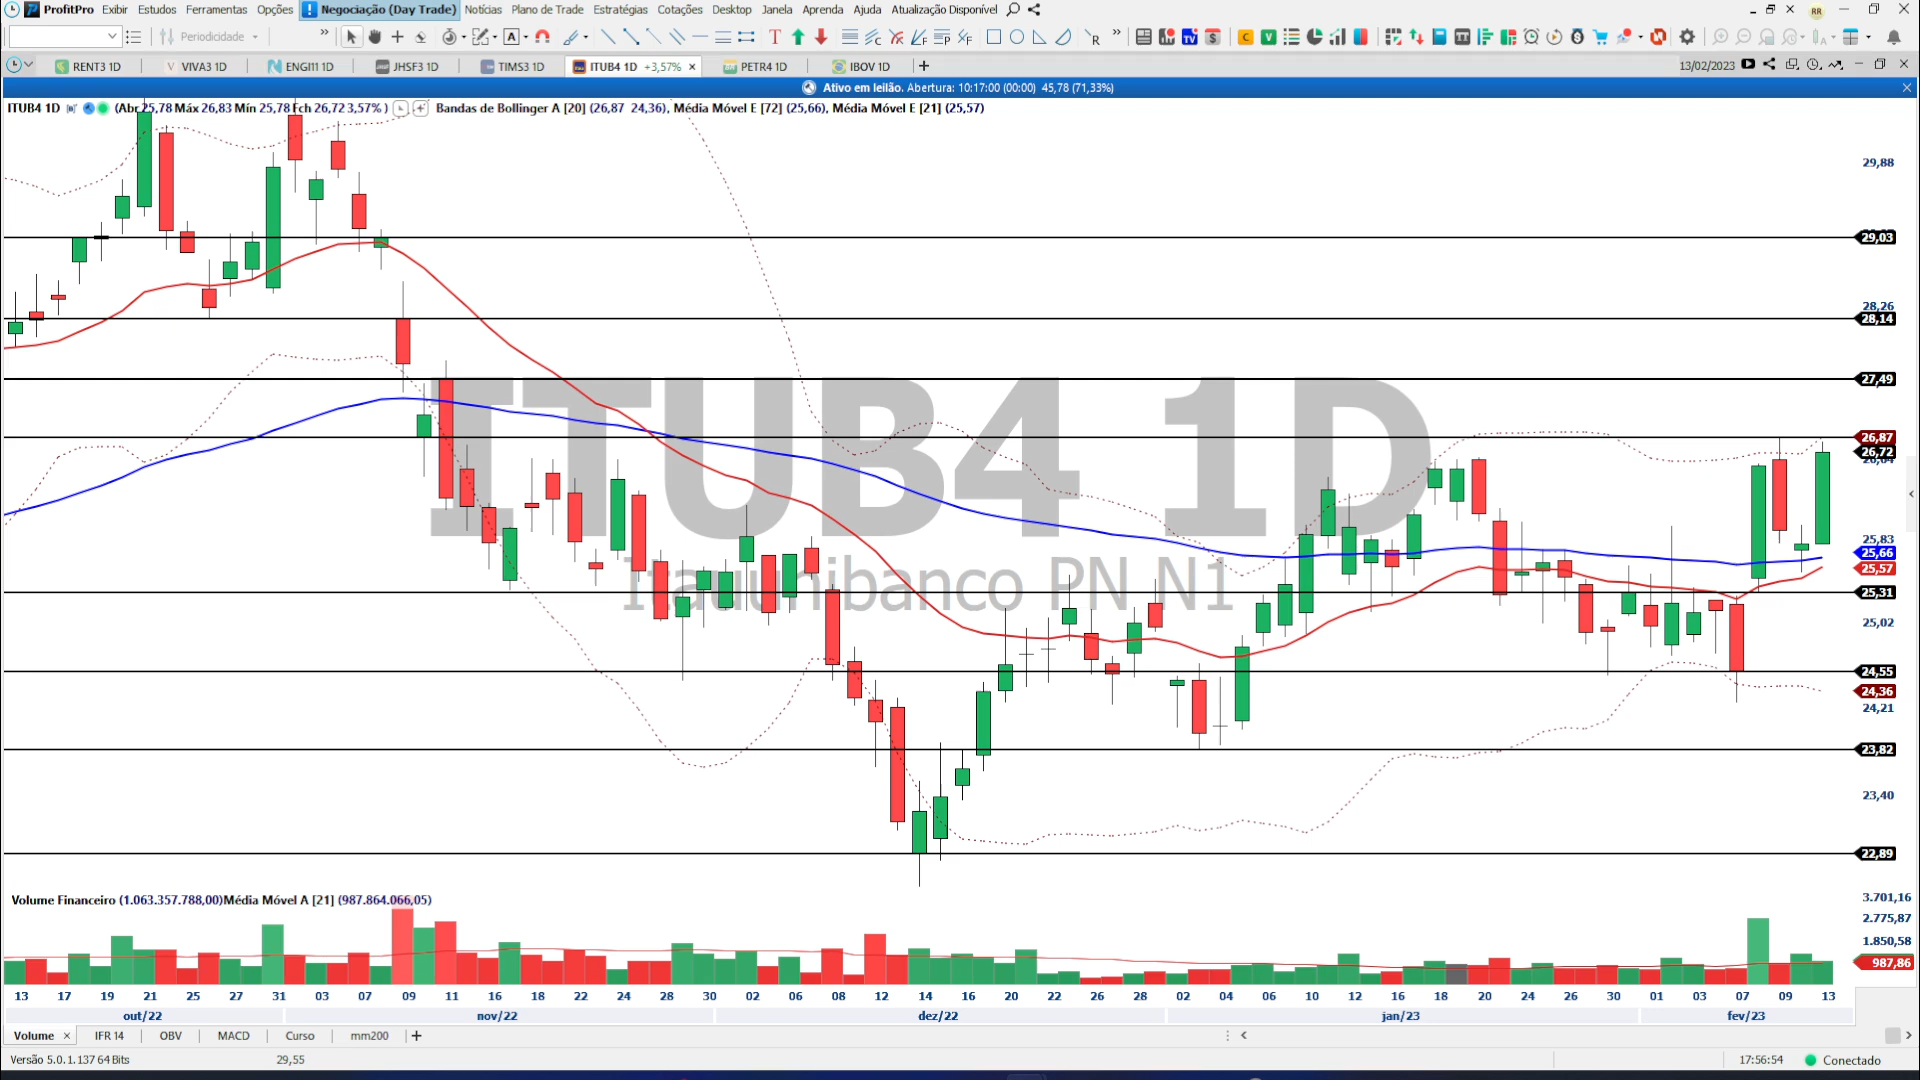 ProfitPro Exibir Estudos Ferramentas Opções Negociação (Day Trade) Notícias Plano de Trade Estratégias Cotações Desktop Janela Aprenda Ajuda Atualização Disponível RR
Periodicidade
RENT3 1D VIVA3 1D ENGI11 1D JHSF3 1D TIMS3 1D ITUB4 1D +3,57% × PETR4 1D IBOV 1D + 13/02/2023
Ativo em leilão. Abertura: 10:17:00 (00:00) 45,78 (71,33%)
ITUB4 1D (Abr 25,78 Máx 26,83 Mín 25,78 Fch 26,72 3,57% ) Bandas de Bollinger A [20] (26,87 24,36), Média Móvel E [72] (25,66), Média Móvel E [21] (25,57)
29,88
29,03
28,26
28,14
27,49
26,87
26,72
ITUB4 1D
25,83
25,66
25,57
Itauunibanco PN N1
25,31
25,02
24,55
24,36
24,21
23,82
23,40
22,89
Volume Financeiro (1.063.357.788,00)Média Móvel A [21] (987.864.066,05)
3.701,16
2.775,87
1.850,58
987,86
13 17 19 21 25 27 31 03 07 09 11 16 18 22 24 28 30 02 06 08 12 14 16 20 22 26 28 02 04 06 10 12 16 18 20 24 26 30 01 03 07 09 13
out/22 nov/22 dez/22 jan/23 fev/23
Volume × IFR 14 OBV MACD Curso mm200 +
Versão 5.0.1.137 64 Bits 29,55 17:56:54 Conectado